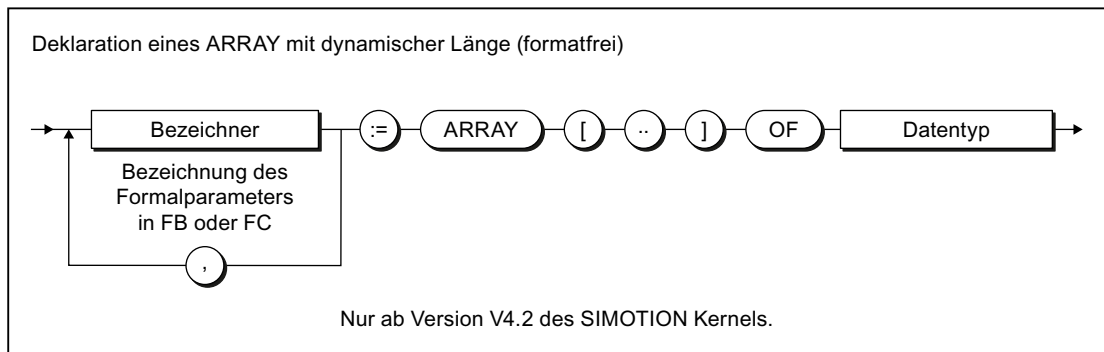 Deklaration eines ARRAY mit dynamischer Länge (formatfrei)
Bezeichner := ARRAY [ .. ] OF Datentyp
Bezeichnung des
Formalparameters
in FB oder FC
,
Nur ab Version V4.2 des SIMOTION Kernels.